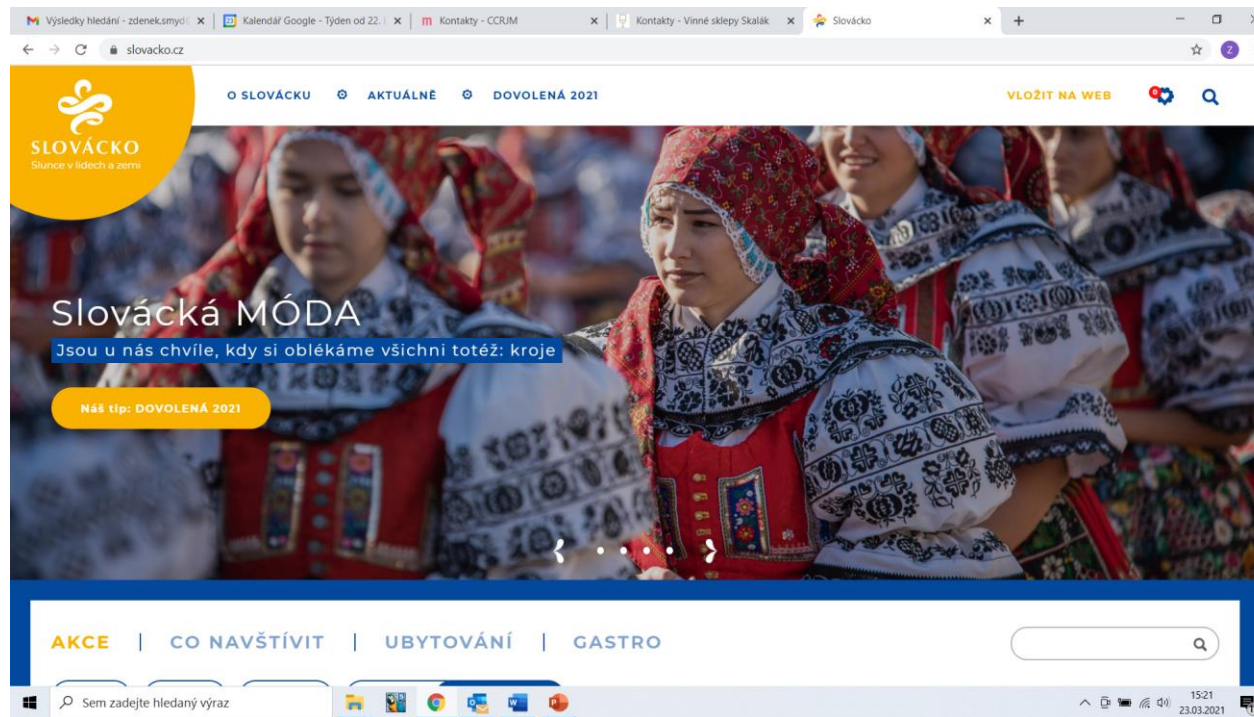 Výsledky hledání - zdenek.smyd
Kalendář Google - Týden od 22.
Kontakty - CCRJM
Kontakty - Vinné sklepy Skalák
Slovácko
slovacko.cz
Z
SLOVÁCKO
Slunce v lidech a zemi
O SLOVÁCKU
AKTUÁLNĚ
DOVOLENÁ 2021
VLOŽIT NA WEB
0
Slovácká MÓDA
Jsou u nás chvíle, kdy si oblékáme všichni totéž: kroje
Náš tip: DOVOLENÁ 2021
AKCE | CO NAVŠTÍVIT | UBYTOVÁNÍ | GASTRO
Sem zadejte hledaný výraz
15:21
23.03.2021